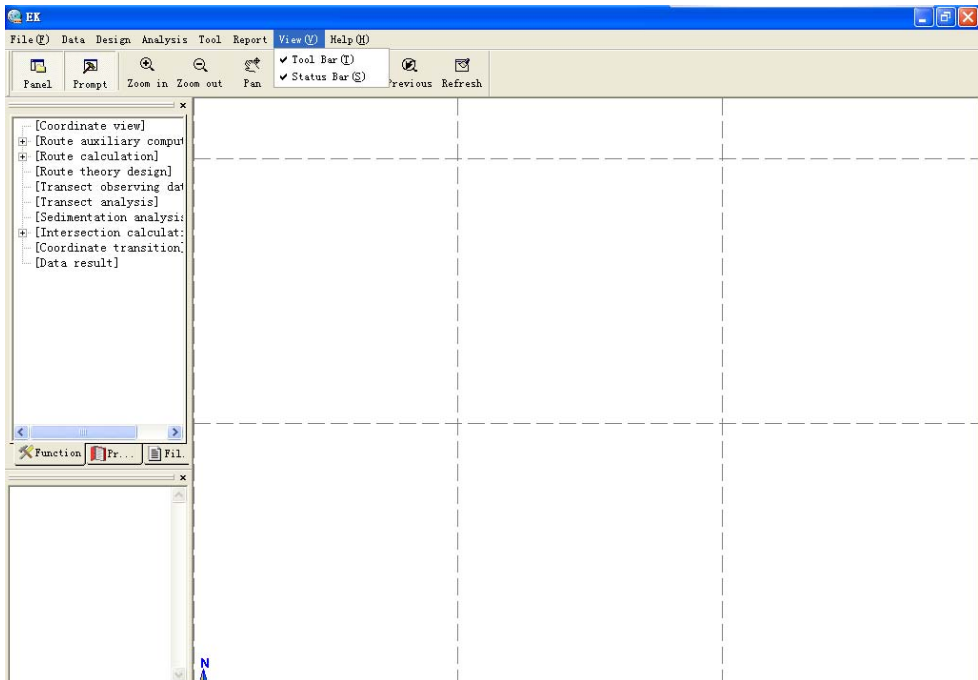 EK
File(F) Data Design Analysis Tool Report View(V) Help(H)
Tool Bar(T)
Status Bar(S)
Panel Prompt Zoom in Zoom out Pan Previous Refresh
[Coordinate view]
[Route auxiliary comput
[Route calculation]
[Route theory design]
[Transect observing dat
[Transect analysis]
[Sedimentation analysis
[Intersection calculat:
[Coordinate transition]
[Data result]
Function Pr... Fil.
N